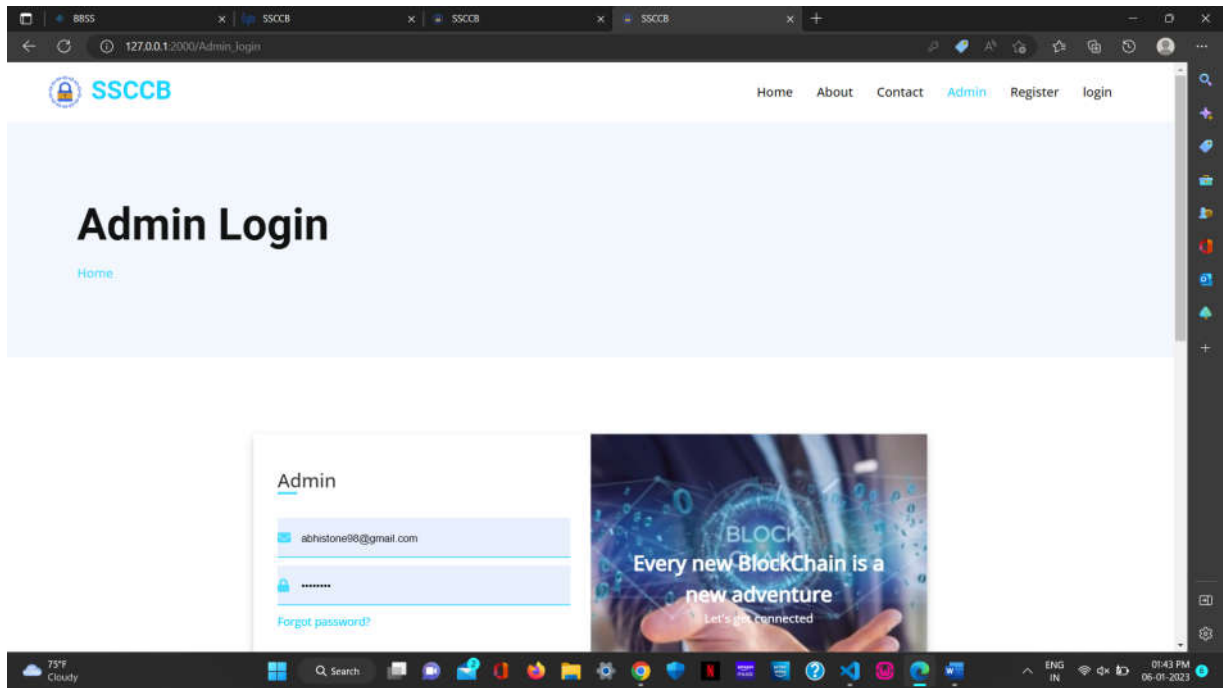 BBSS
SSCCB
SSCCB
SSCCB
127.0.0.1:2000/Admin_login
SSCCB
Home About Contact Admin Register login
Admin Login
Home
Admin
abhistone98@gmail.com
••••••••
Forgot password?
BLOCK
Every new BlockChain is a
new adventure
Let's get connected
75°F
Cloudy
Search
ENG
IN
01:43 PM
06-01-2023